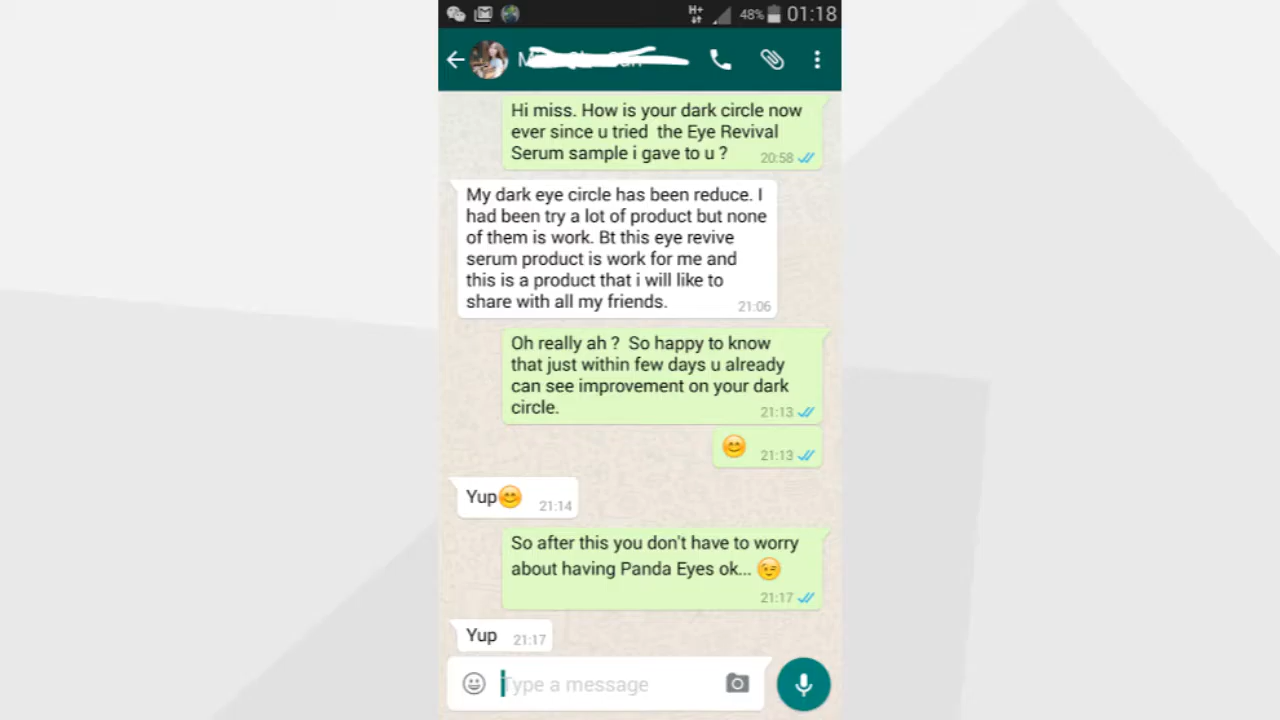 H+ 48% 01:18
Hi miss. How is your dark circle now
ever since u tried the Eye Revival
Serum sample i gave to u ?
20:58
My dark eye circle has been reduce. I
had been try a lot of product but none
of them is work. Bt this eye revive
serum product is work for me and
this is a product that i will like to
share with all my friends.
21:06
Oh really ah ? So happy to know
that just within few days u already
can see improvement on your dark
circle.
21:13
😊 21:13
Yup😊 21:14
So after this you don't have to worry
about having Panda Eyes ok... 😉
21:17
Yup 21:17
Type a message